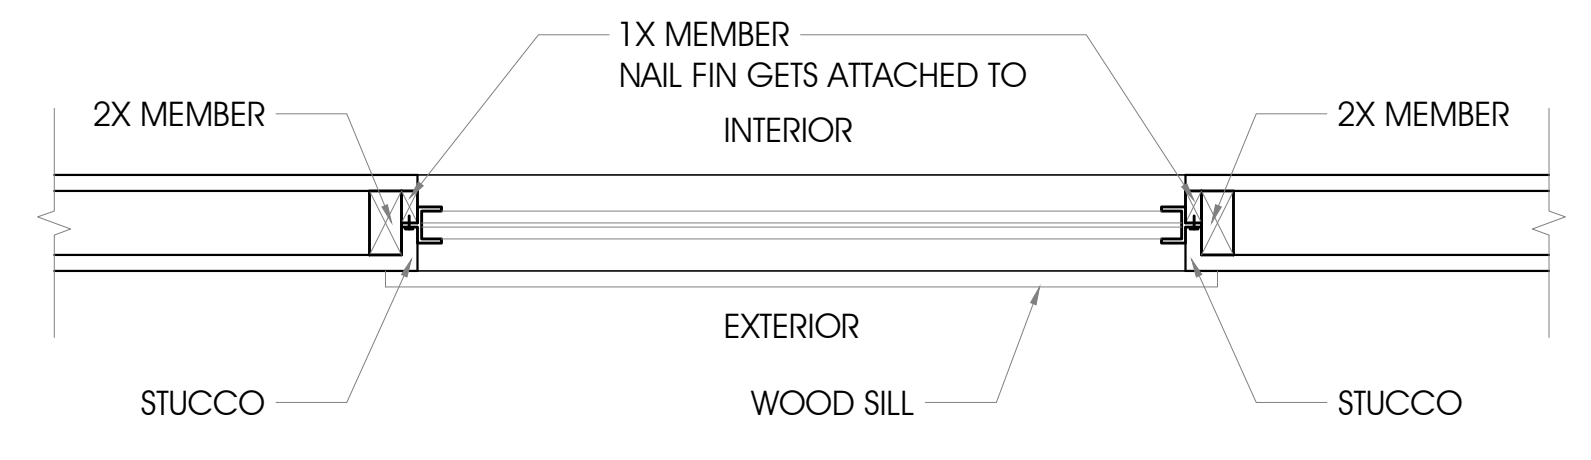 1X MEMBER
NAIL FIN GETS ATTACHED TO
2X MEMBER
INTERIOR
2X MEMBER
EXTERIOR
STUCCO
WOOD SILL
STUCCO